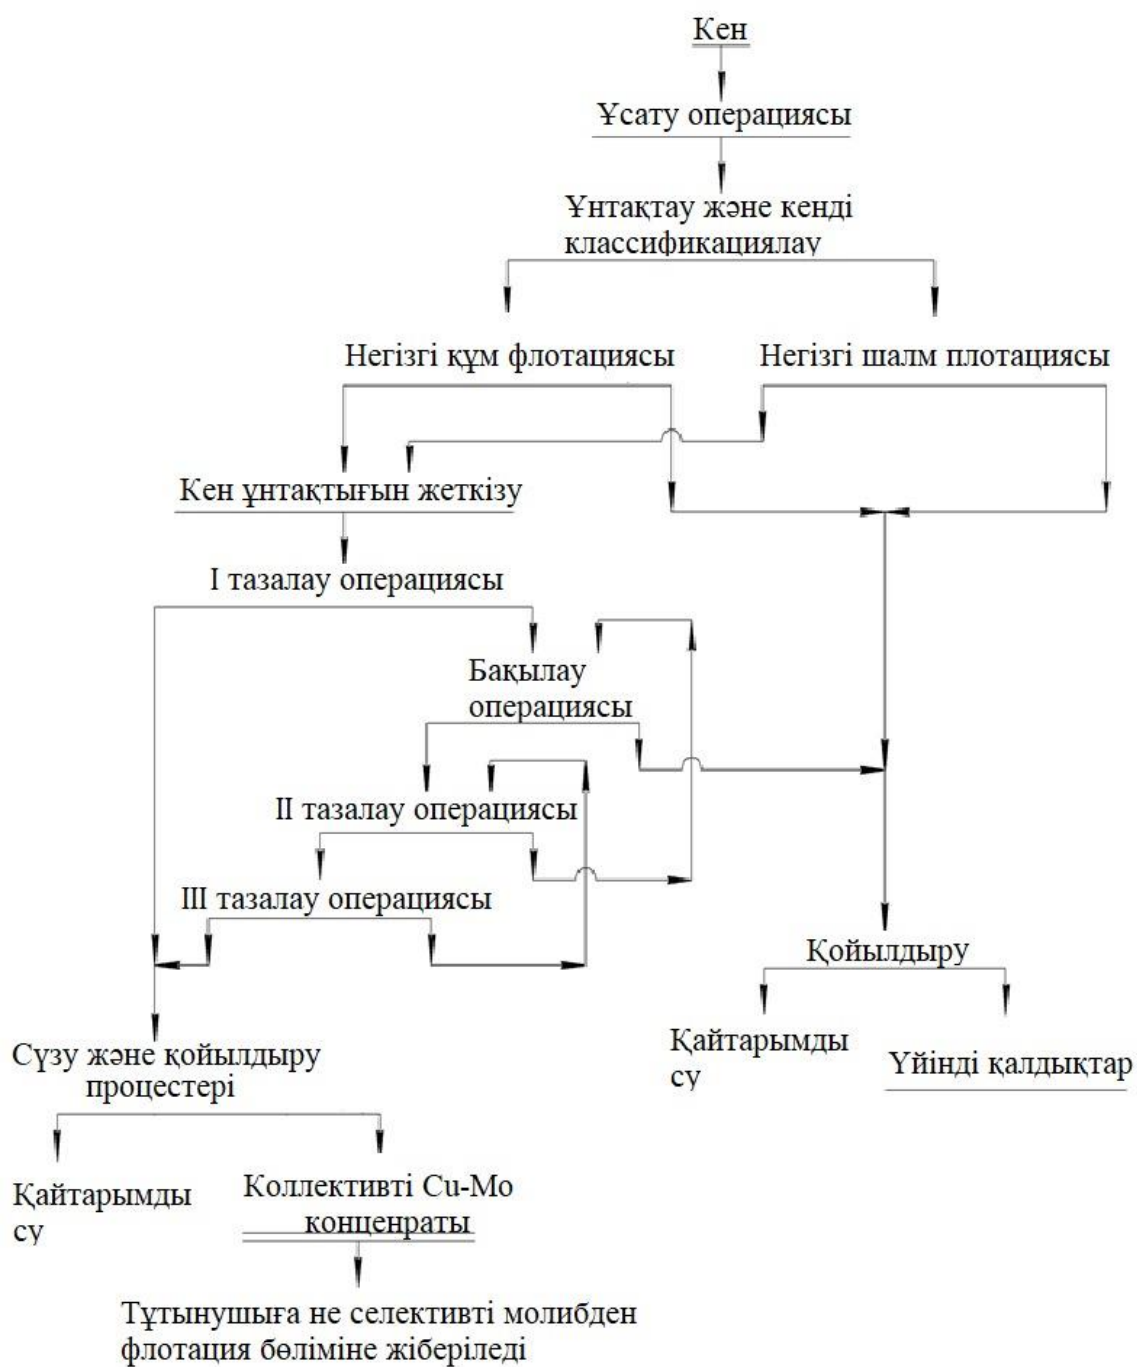 Кен
Ұсату операциясы
Ұнтақтау және кенді
классификациялау
Негізгі құм флотациясы
Негізгі шалм плотациясы
Кен ұнтақтығын жеткізу
I тазалау операциясы
Бақылау
операциясы
II тазалау операциясы
III тазалау операциясы
Қойылдыру
Қайтарымды
су
Үйінді қалдықтар
Сүзу және қойылдыру
процестері
Қайтарымды
су
Коллективті Cu-Mo
конценраты
Тұтынушыға не селективті молибден
флотация бөліміне жіберіледі